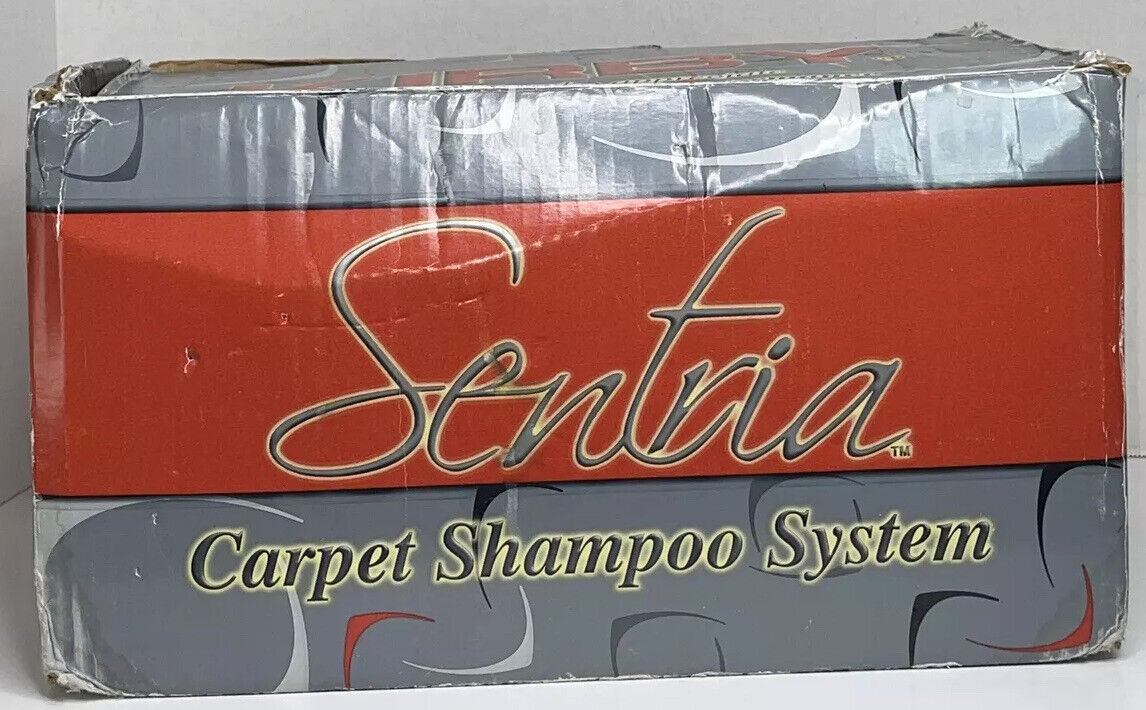 Sentria™
Carpet Shampoo System